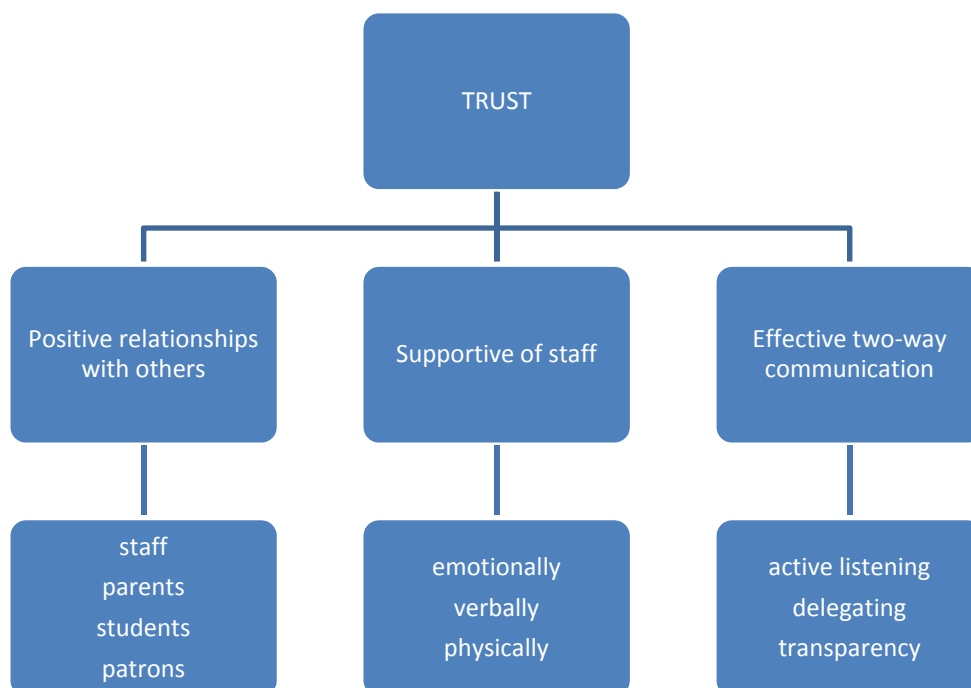 TRUST
Positive relationships
with others
Supportive of staff
Effective two-way
communication
staff
parents
students
patrons
emotionally
verbally
physically
active listening
delegating
transparency